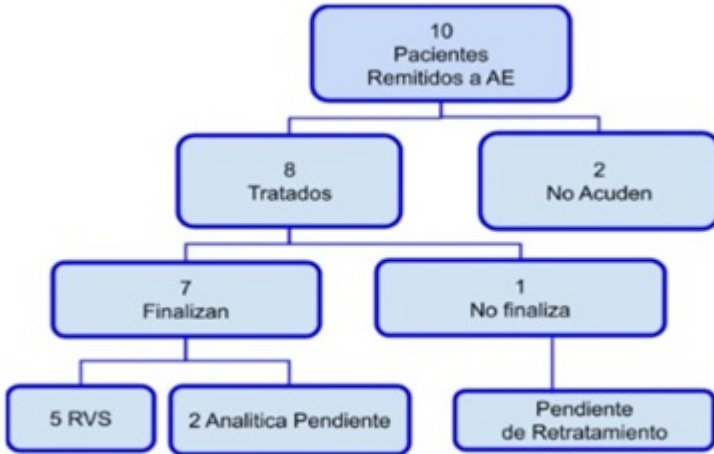 10
Pacientes
Remitidos a AE
8
Tratados
2
No Acuden
7
Finalizan
1
No finaliza
5 RVS
2 Analitica Pendiente
Pendiente
de Retratamiento